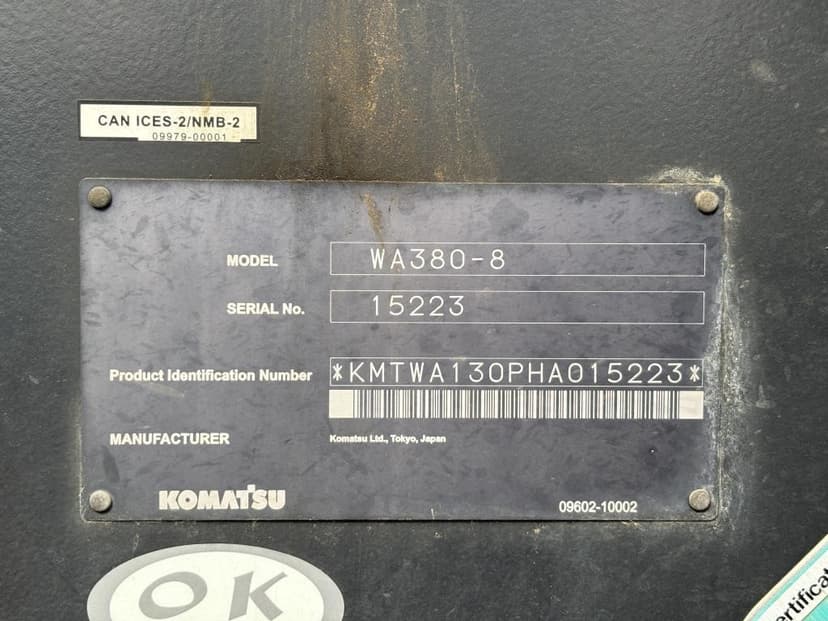 CAN ICES-2/NMB-2
09979-00001
MODEL WA380-8
SERIAL No. 15223
Product Identification Number *KMTWA130PHA015223*
MANUFACTURER Komatsu Ltd., Tokyo, Japan
KOMATSU 09602-10002
OK